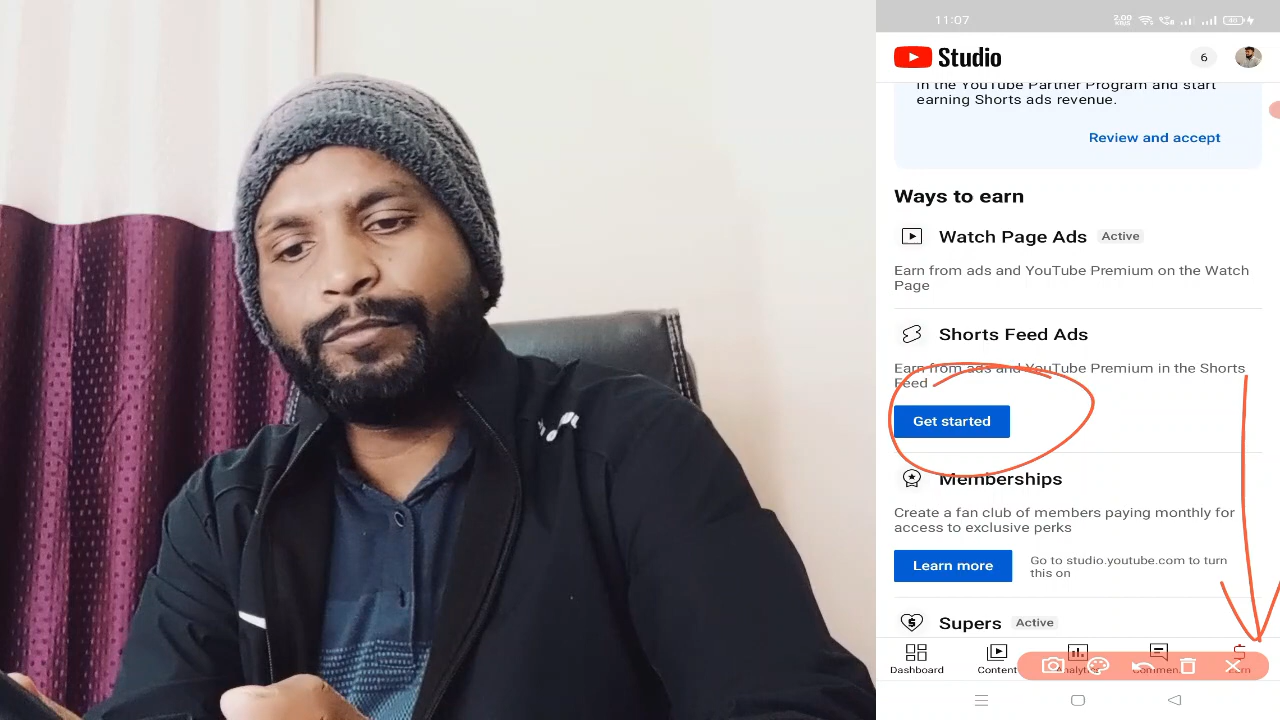 11:07
2.00
KB/S
49
Studio
6
in the YouTube Partner Program and start
earning Shorts ads revenue.
Review and accept
Ways to earn
Watch Page Ads Active
Earn from ads and YouTube Premium on the Watch
Page
Shorts Feed Ads
Earn from ads and YouTube Premium in the Shorts
Feed
Get started
Memberships
Create a fan club of members paying monthly for
access to exclusive perks
Learn more
Go to studio.youtube.com to turn
this on
Supers Active
Dashboard Content